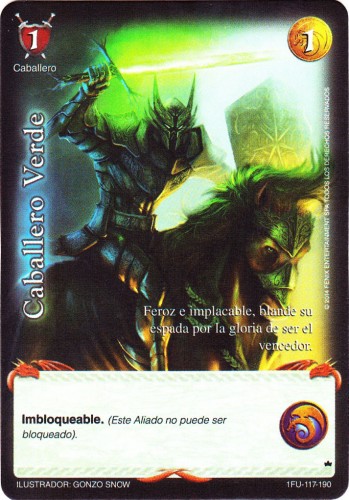 1
Caballero
1
Caballero Verde
© 2014 FENIX ENTERTAINMENT SPA TODOS LOS DERECHOS RESERVADOS
Feroz e implacable, blande su
espada por la gloria de ser el
vencedor.
Imbloqueable. (Este Aliado no puede ser
bloqueado).
ILUSTRADOR: GONZO SNOW
1FU-117-190